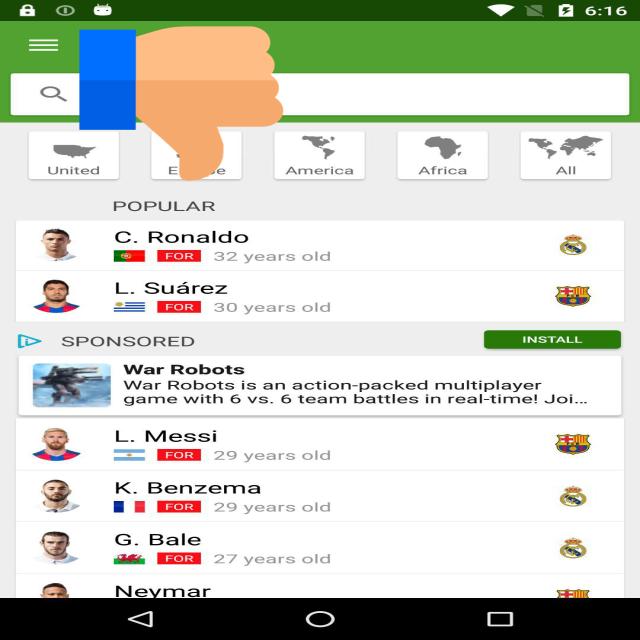 6:16
United
America
Africa
All
POPULAR
C. Ronaldo
FOR 32 years old
L. Suárez
FOR 30 years old
SPONSORED
INSTALL
War Robots
War Robots is an action-packed multiplayer
game with 6 vs. 6 team battles in real-time! Joi...
L. Messi
FOR 29 years old
K. Benzema
FOR 29 years old
G. Bale
FOR 27 years old
Neymar